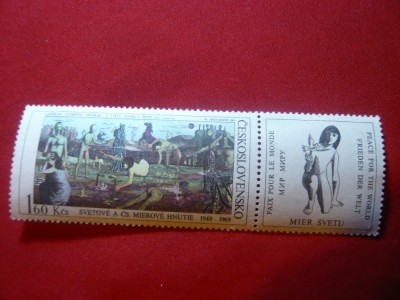 ČESKOSLOVENSKO
1,60 Kčs
SVETOVÉ A ČS. MIEROVÉ HNUTIE 1949 - 1969
PAIX POUR LE MONDE
МИР МИРУ
PEACE FOR THE WORLD
FRIEDEN DER WELT
MIER SVETU